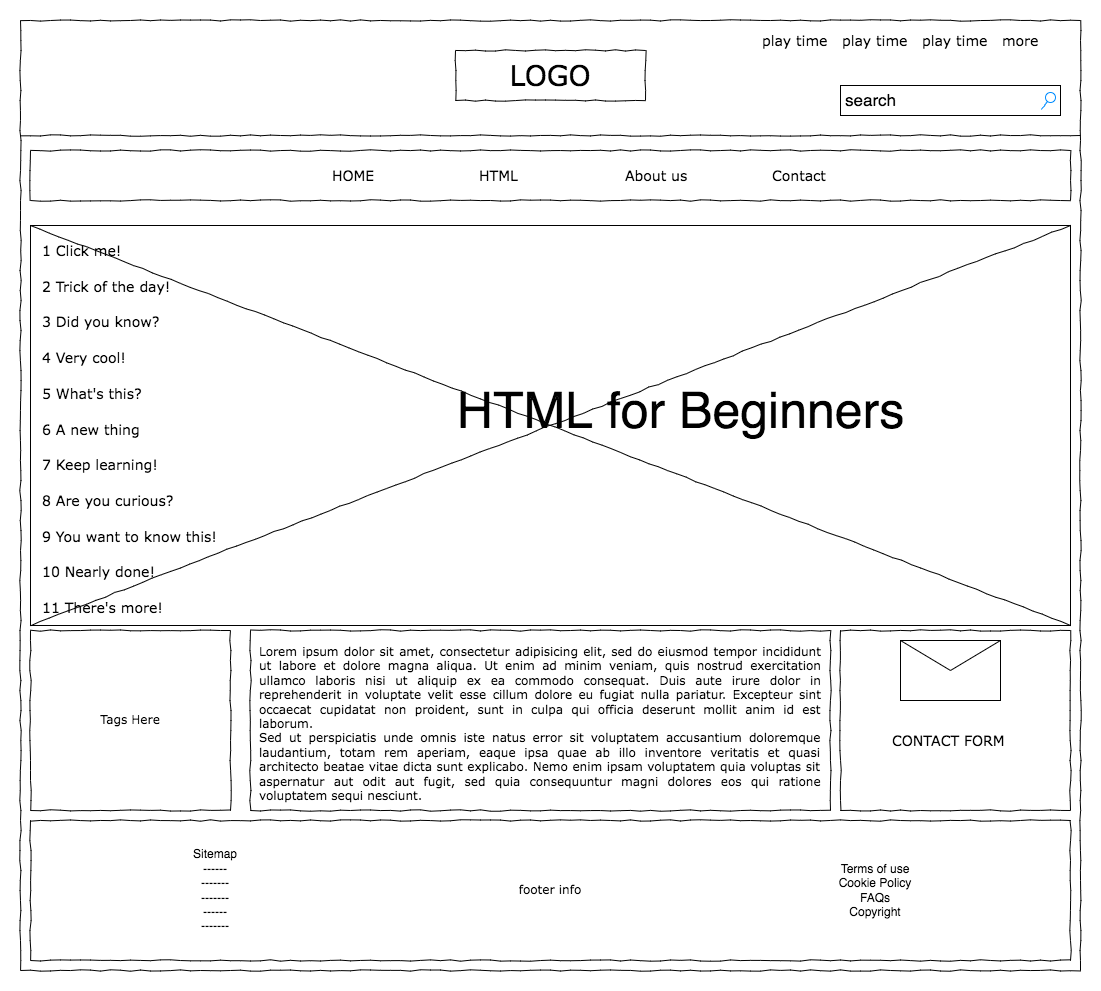 play time play time play time more
LOGO
search
HOME HTML About us Contact
1 Click me!
2 Trick of the day!
3 Did you know?
4 Very cool!
5 What's this?
6 A new thing
7 Keep learning!
8 Are you curious?
9 You want to know this!
10 Nearly done!
11 There's more!
HTML for Beginners
Tags Here
Lorem ipsum dolor sit amet, consectetur adipisicing elit, sed do eiusmod tempor incididunt
ut labore et dolore magna aliqua. Ut enim ad minim veniam, quis nostrud exercitation
ullamco laboris nisi ut aliquip ex ea commodo consequat. Duis aute irure dolor in
reprehenderit in voluptate velit esse cillum dolore eu fugiat nulla pariatur. Excepteur sint
occaecat cupidatat non proident, sunt in culpa qui officia deserunt mollit anim id est
laborum.
Sed ut perspiciatis unde omnis iste natus error sit voluptatem accusantium doloremque
laudantium, totam rem aperiam, eaque ipsa quae ab illo inventore veritatis et quasi
architecto beatae vitae dicta sunt explicabo. Nemo enim ipsam voluptatem quia voluptas sit
aspernatur aut odit aut fugit, sed quia consequuntur magni dolores eos qui ratione
voluptatem sequi nesciunt.
CONTACT FORM
Sitemap
------
-------
-------
------
-------
footer info
Terms of use
Cookie Policy
FAQs
Copyright